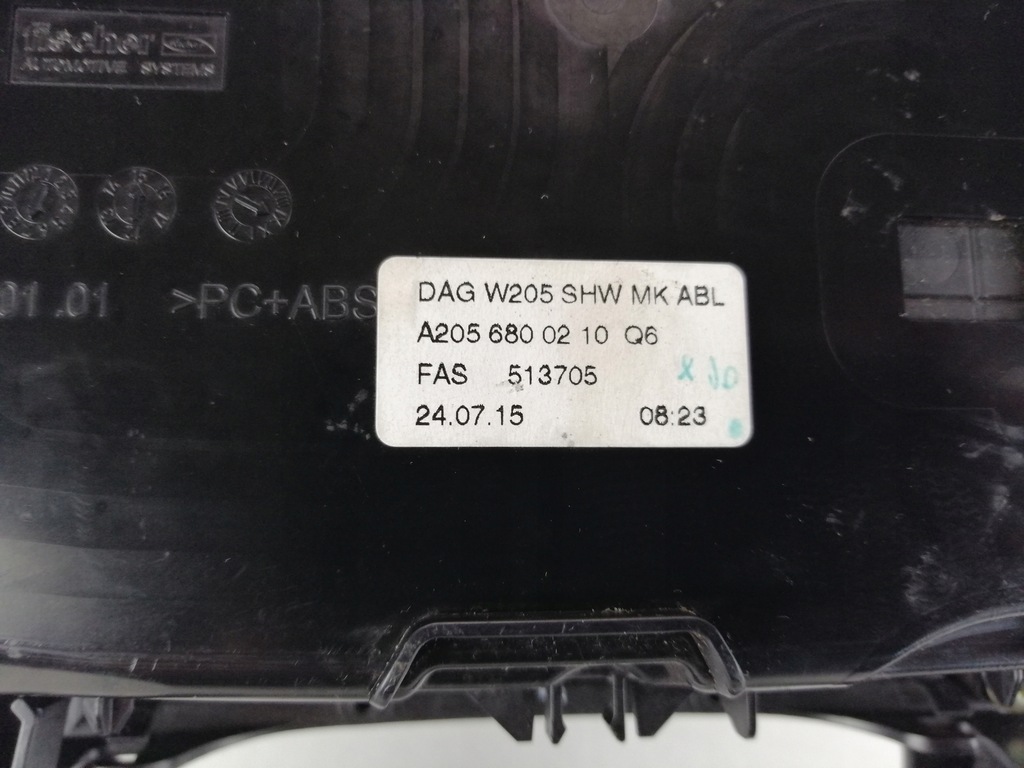 fischer
AUTOMOTIVE SYSTEMS
01.01 >PC+ABS
DAG W205 SHW MK ABL
A205 680 02 10 Q6
FAS 513705
24.07.15 08:23